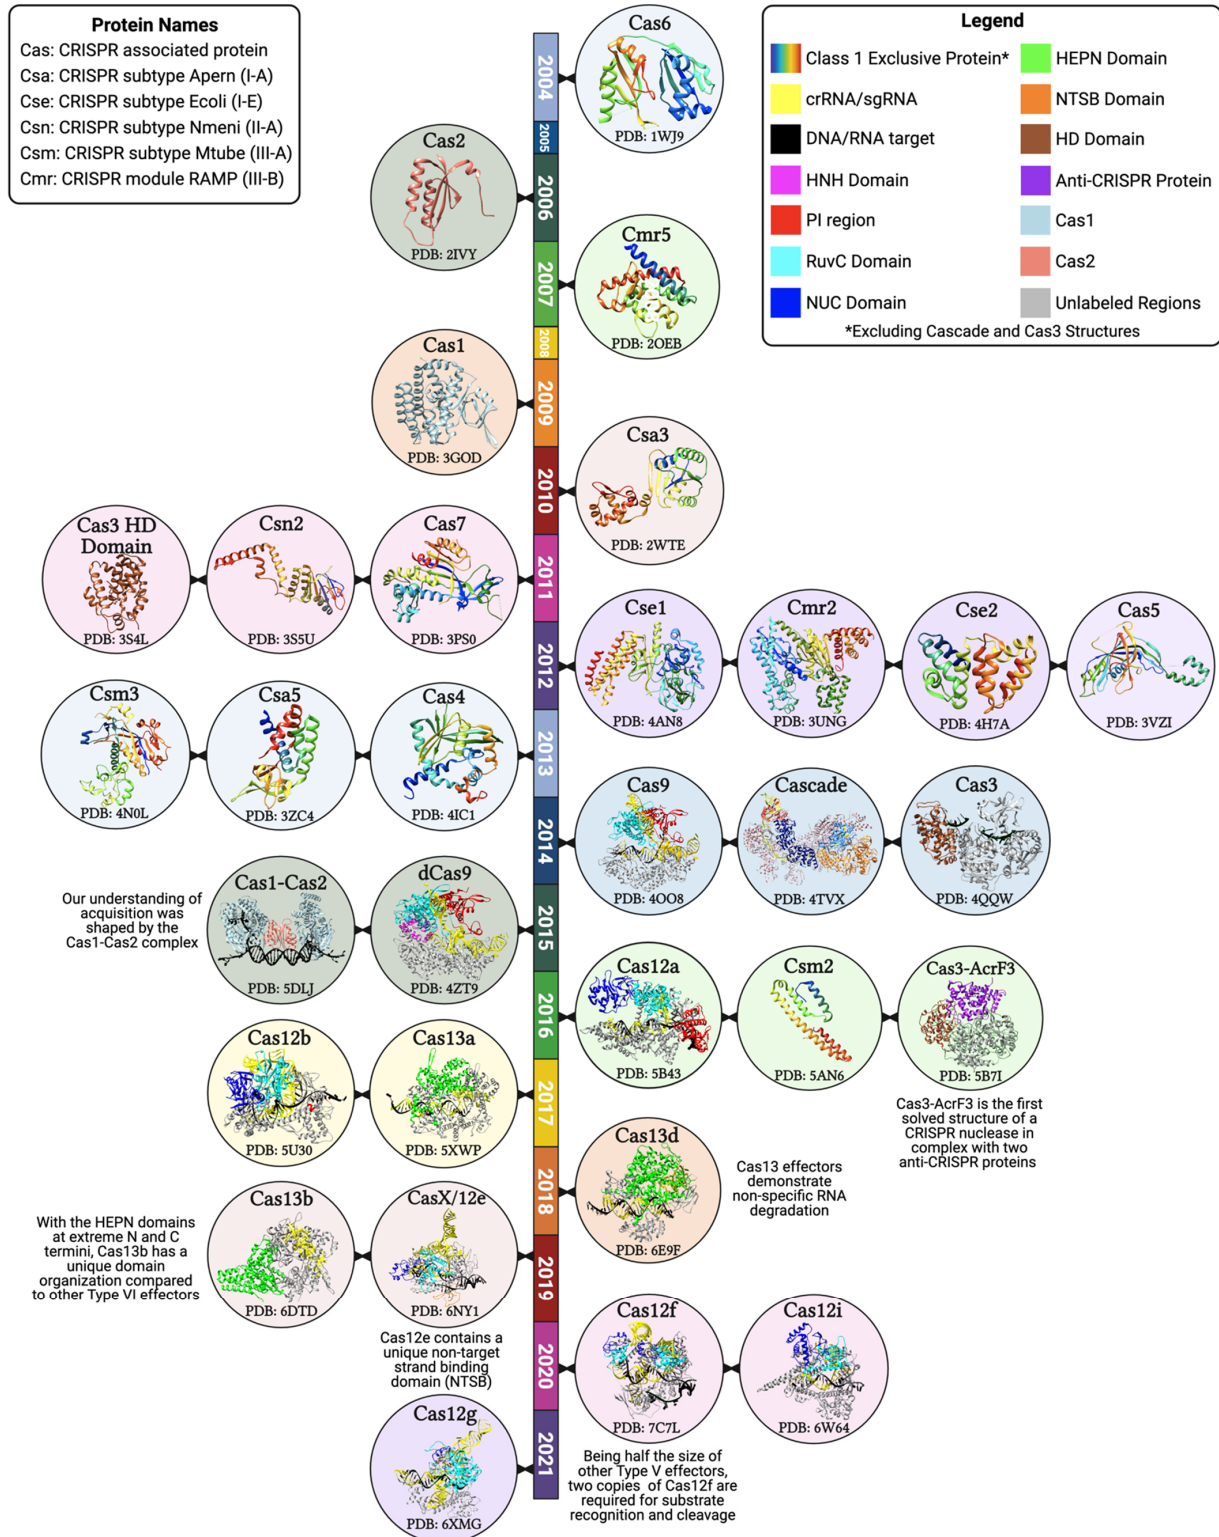 Protein Names
Cas: CRISPR associated protein
Csa: CRISPR subtype Apern (I-A)
Cse: CRISPR subtype Ecoli (I-E)
Csn: CRISPR subtype Nmeni (II-A)
Csm: CRISPR subtype Mtube (III-A)
Cmr: CRISPR module RAMP (III-B)
Legend
Class 1 Exclusive Protein*
crRNA/sgRNA
DNA/RNA target
HNH Domain
PI region
RuvC Domain
NUC Domain
HEPN Domain
NTSB Domain
HD Domain
Anti-CRISPR Protein
Cas1
Cas2
Unlabeled Regions
*Excluding Cascade and Cas3 Structures
2004
Cas6
PDB: 1WJ9
2005
2006
Cas2
PDB: 2IVY
2007
Cmr5
PDB: 2OEB
2008
2009
Cas1
PDB: 3GOD
2010
Csa3
PDB: 2WTE
2011
Cas3 HD
Domain
PDB: 3S4L
Csn2
PDB: 3S5U
Cas7
PDB: 3PS0
2012
Cse1
PDB: 4AN8
Cmr2
PDB: 3UNG
Cse2
PDB: 4H7A
Cas5
PDB: 3VZI
2013
Csm3
PDB: 4N0L
Csa5
PDB: 3ZC4
Cas4
PDB: 4IC1
2014
Cas9
PDB: 4OO8
Cascade
PDB: 4TVX
Cas3
PDB: 4QQW
2015
Our understanding of
acquisition was
shaped by the
Cas1-Cas2 complex
Cas1-Cas2
PDB: 5DLJ
dCas9
PDB: 4ZT9
2016
Cas12a
PDB: 5B43
Csm2
PDB: 5AN6
Cas3-AcrF3
PDB: 5B7I
Cas3-AcrF3 is the first
solved structure of a
CRISPR nuclease in
complex with two
anti-CRISPR proteins
2017
Cas12b
PDB: 5U30
Cas13a
PDB: 5XWP
2018
Cas13d
PDB: 6E9F
Cas13 effectors
demonstrate
non-specific RNA
degradation
2019
With the HEPN domains
at extreme N and C
termini, Cas13b has a
unique domain
organization compared
to other Type VI effectors
Cas13b
PDB: 6DTD
CasX/12e
PDB: 6NY1
Cas12e contains a
unique non-target
strand binding
domain (NTSB)
2020
Cas12f
PDB: 7C7L
Cas12i
PDB: 6W64
Being half the size of
other Type V effectors,
two copies of Cas12f are
required for substrate
recognition and cleavage
2021
Cas12g
PDB: 6XMG